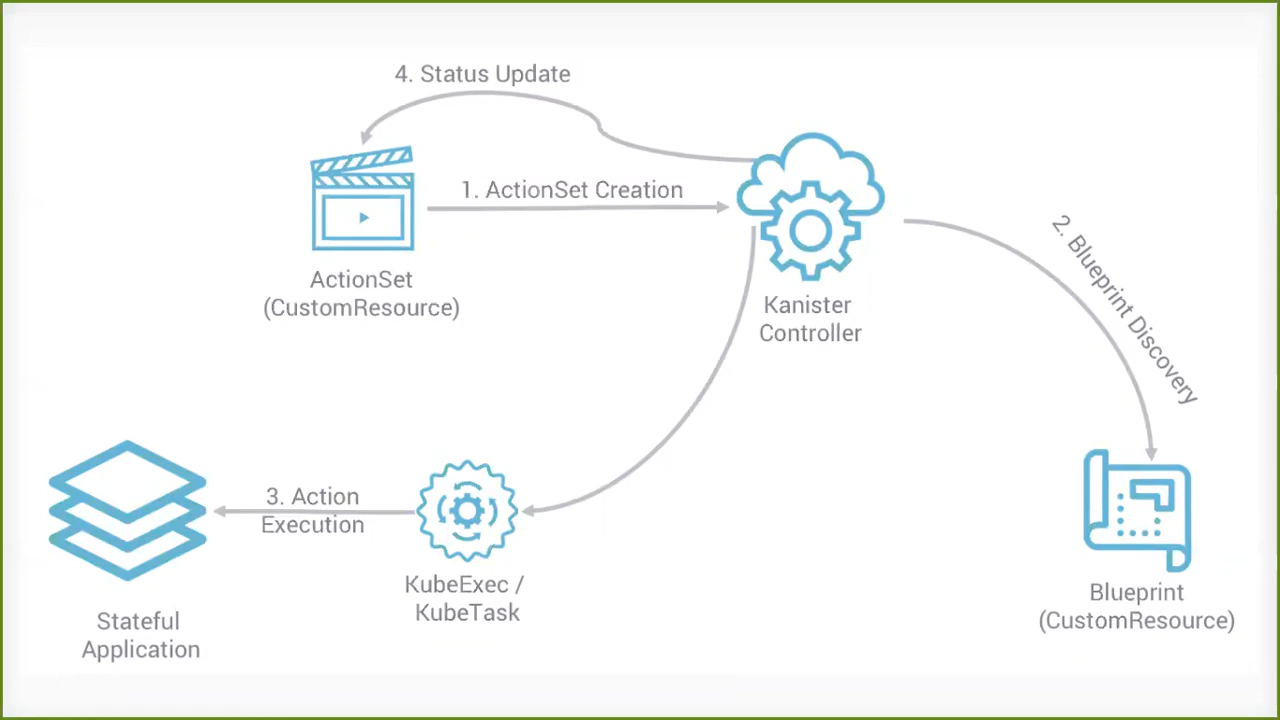 4. Status Update
1. ActionSet Creation
ActionSet
(CustomResource)
Kanister
Controller
2. Blueprint Discovery
3. Action
Execution
KubeExec /
KubeTask
Stateful
Application
Blueprint
(CustomResource)